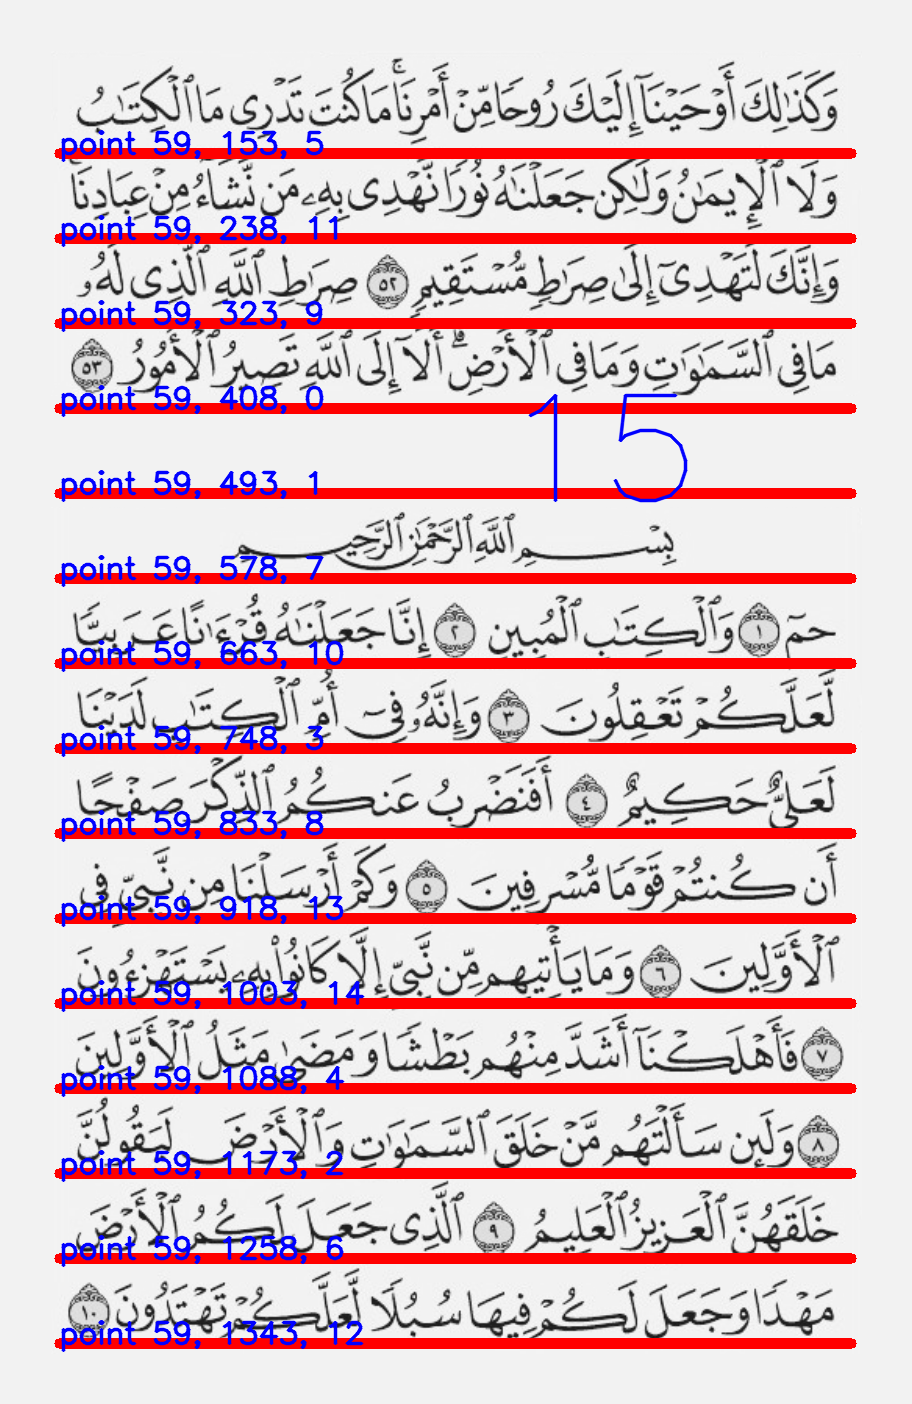 وَكَذَٰلِكَ أَوْحَيْنَآ إِلَيْكَ رُوحًا مِّنْ أَمْرِنَا ۚ مَا كُنتَ تَدْرِى مَا ٱلْكِتَٰبُ
point 59, 153, 5
وَلَا ٱلْإِيمَٰنُ وَلَٰكِن جَعَلْنَٰهُ نُورًا نَّهْدِى بِهِۦ مَن نَّشَآءُ مِنْ عِبَادِنَا ۚ
point 59, 238, 11
وَإِنَّكَ لَتَهْدِىٓ إِلَىٰ صِرَٰطٍ مُّسْتَقِيمٍ ٥٢ صِرَٰطِ ٱللَّهِ ٱلَّذِى لَهُۥ
point 59, 323, 9
مَا فِى ٱلسَّمَٰوَٰتِ وَمَا فِى ٱلْأَرْضِ ۗ أَلَآ إِلَى ٱللَّهِ تَصِيرُ ٱلْأُمُورُ ٥٣
point 59, 408, 0
15
point 59, 493, 1
بِسْمِ ٱللَّهِ ٱلرَّحْمَٰنِ ٱلرَّحِيمِ
point 59, 578, 7
حمٓ ١ وَٱلْكِتَٰبِ ٱلْمُبِينِ ٢ إِنَّا جَعَلْنَٰهُ قُرْءَٰنًا عَرَبِيًّا
point 59, 663, 10
لَّعَلَّكُمْ تَعْقِلُونَ ٣ وَإِنَّهُۥ فِىٓ أُمِّ ٱلْكِتَٰبِ لَدَيْنَا
point 59, 748, 3
لَعَلِىٌّ حَكِيمٌ ٤ أَفَنَضْرِبُ عَنكُمُ ٱلذِّكْرَ صَفْحًا
point 59, 833, 8
أَن كُنتُمْ قَوْمًا مُّسْرِفِينَ ٥ وَكَمْ أَرْسَلْنَا مِن نَّبِىٍّ فِى
point 59, 918, 13
ٱلْأَوَّلِينَ ٦ وَمَا يَأْتِيهِم مِّن نَّبِىٍّ إِلَّا كَانُوا۟ بِهِۦ يَسْتَهْزِءُونَ
point 59, 1003, 14
٧ فَأَهْلَكْنَآ أَشَدَّ مِنْهُم بَطْشًا وَمَضَىٰ مَثَلُ ٱلْأَوَّلِينَ
point 59, 1088, 4
٨ وَلَئِن سَأَلْتَهُم مَّنْ خَلَقَ ٱلسَّمَٰوَٰتِ وَٱلْأَرْضَ لَيَقُولُنَّ
point 59, 1173, 2
خَلَقَهُنَّ ٱلْعَزِيزُ ٱلْعَلِيمُ ٩ ٱلَّذِى جَعَلَ لَكُمُ ٱلْأَرْضَ
point 59, 1258, 6
مَهْدًا وَجَعَلَ لَكُمْ فِيهَا سُبُلًا لَّعَلَّكُمْ تَهْتَدُونَ ١٠
point 59, 1343, 12